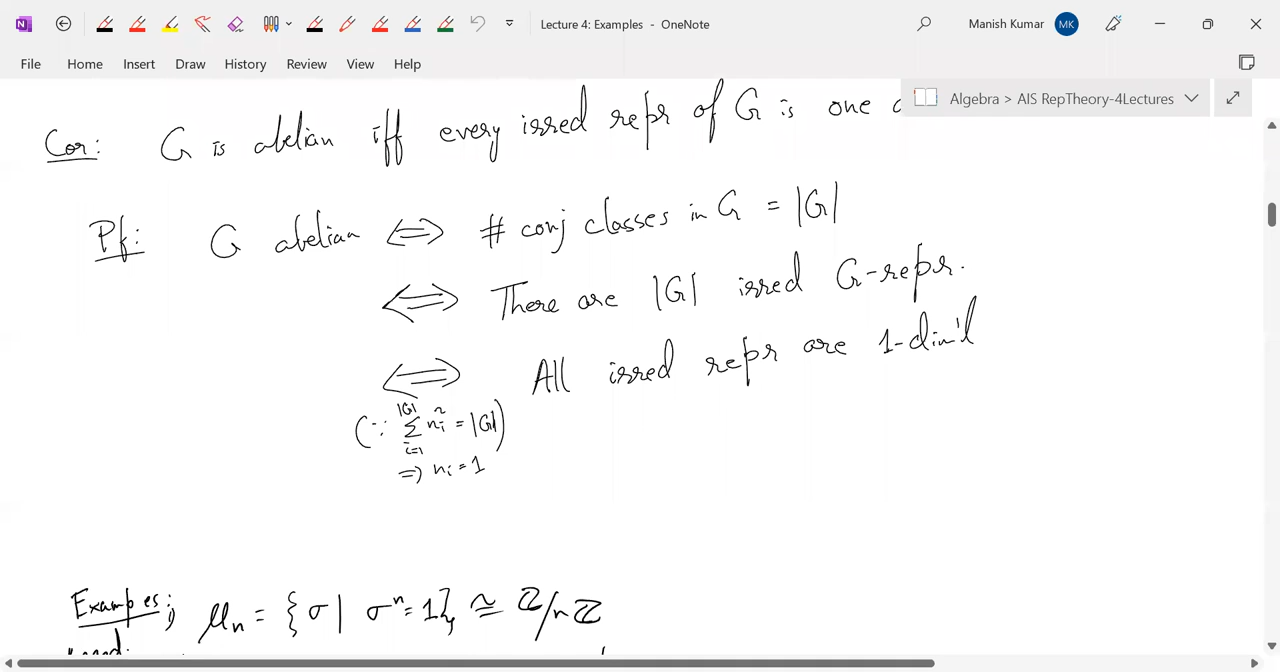 Lecture 4: Examples - OneNote
Manish Kumar
MK
File Home Insert Draw History Review View Help
Algebra > AIS RepTheory-4Lectures
Cor: G is abelian iff every irred repr of G is one
Pf: G abelian ⟺ # conj classes in G = |G|
⟺ There are |G| irred G-repr.
⟺ All irred repr are 1-dim'l
(∵ ∑_{i=1}^{|G|} n_i^2 = |G|)
⇒ n_i = 1
Examples: μ_n = {σ | σ^n = 1} ≃ ℤ/nℤ